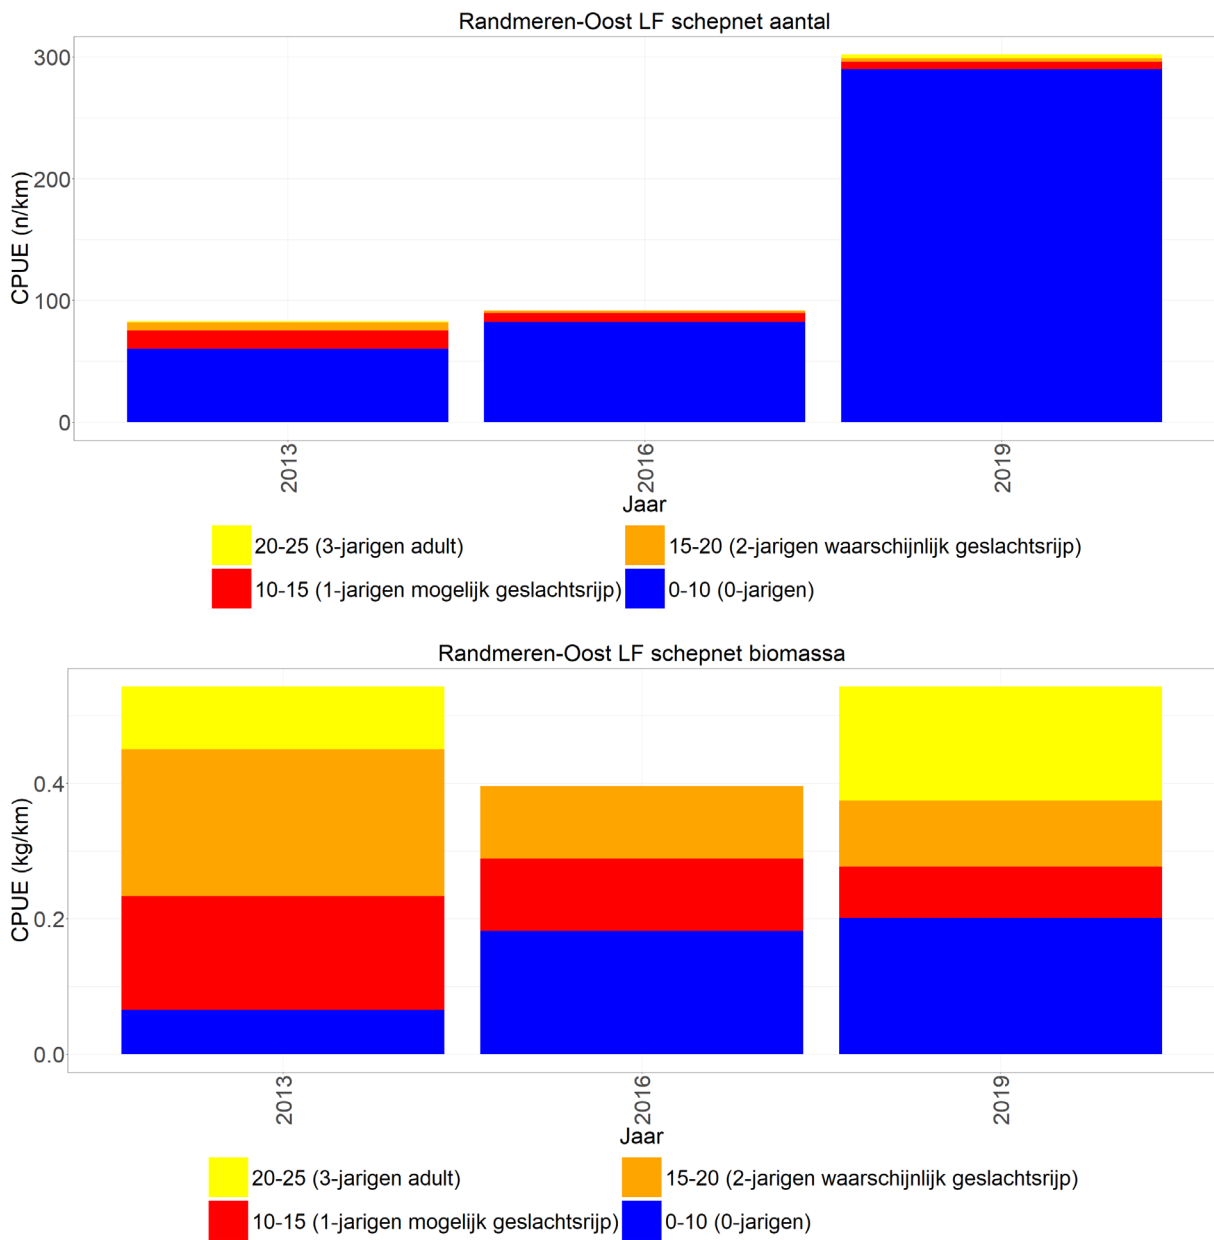 Randmeren-Oost LF schepnet aantal
CPUE (n/km)
300
200
100
0
2013 2016 2019
Jaar
20-25 (3-jarigen adult) 15-20 (2-jarigen waarschijnlijk geslachtsrijp)
10-15 (1-jarigen mogelijk geslachtsrijp) 0-10 (0-jarigen)
Randmeren-Oost LF schepnet biomassa
CPUE (kg/km)
0.4
0.2
0.0
2013 2016 2019
Jaar
20-25 (3-jarigen adult) 15-20 (2-jarigen waarschijnlijk geslachtsrijp)
10-15 (1-jarigen mogelijk geslachtsrijp) 0-10 (0-jarigen)